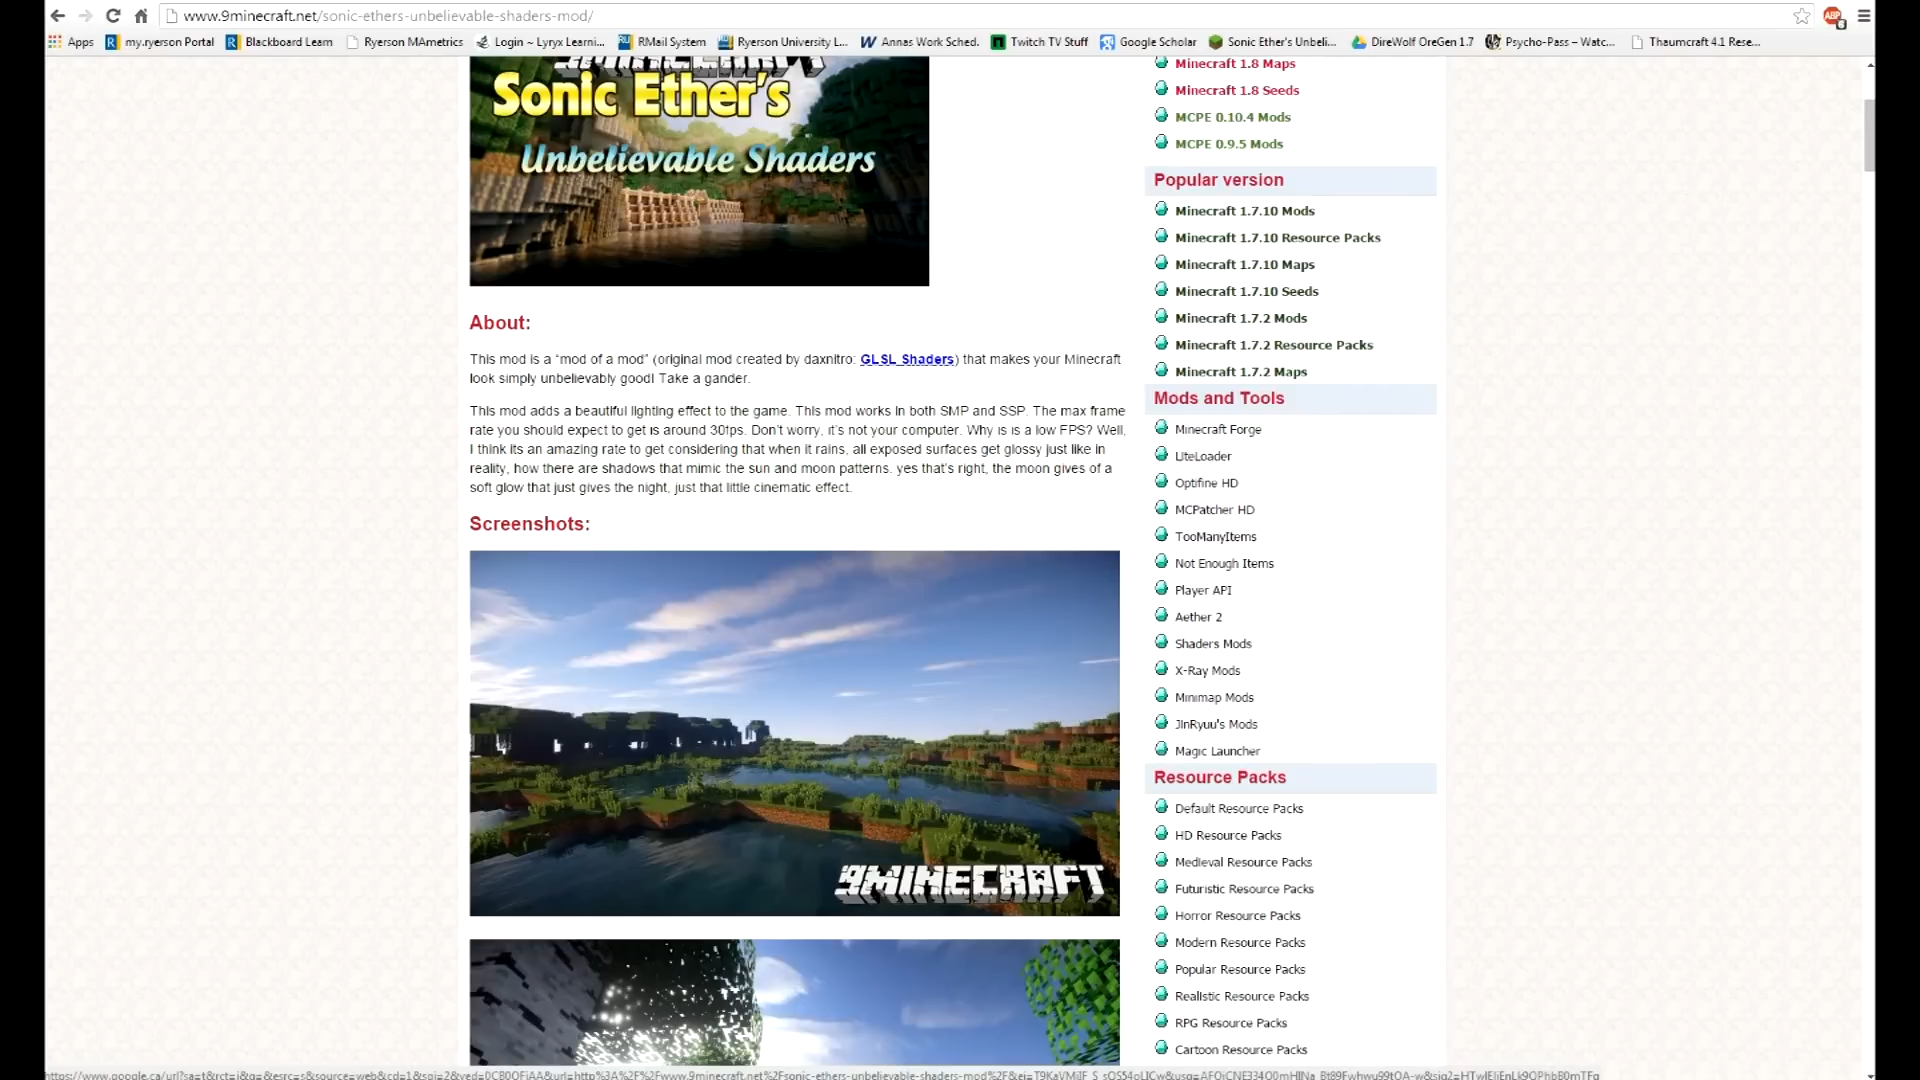 www.9minecraft.net/sonic-ethers-unbelievable-shaders-mod/
Apps my.ryerson Portal Blackboard Learn Ryerson MAmetrics Login ~ Lyryx Learni... RMail System Ryerson University L... Annas Work Sched. Twitch TV Stuff Google Scholar Sonic Ether's Unbeli... DireWolf OreGen 1.7 Psycho-Pass – Watc... Thaumcraft 4.1 Rese...
Sonic Ether's
Unbelievable Shaders
About:
This mod is a “mod of a mod” (original mod created by daxnitro: GLSL Shaders) that makes your Minecraft
look simply unbelievably good! Take a gander.
This mod adds a beautiful lighting effect to the game. This mod works in both SMP and SSP. The max frame
rate you should expect to get is around 30fps. Don’t worry, it’s not your computer. Why is is a low FPS? Well,
I think its an amazing rate to get considering that when it rains, all exposed surfaces get glossy just like in
reality, how there are shadows that mimic the sun and moon patterns. yes that’s right, the moon gives of a
soft glow that just gives the night, just that little cinematic effect.
Screenshots:
9MINECRAFT
Minecraft 1.8 Maps
Minecraft 1.8 Seeds
MCPE 0.10.4 Mods
MCPE 0.9.5 Mods
Popular version
Minecraft 1.7.10 Mods
Minecraft 1.7.10 Resource Packs
Minecraft 1.7.10 Maps
Minecraft 1.7.10 Seeds
Minecraft 1.7.2 Mods
Minecraft 1.7.2 Resource Packs
Minecraft 1.7.2 Maps
Mods and Tools
Minecraft Forge
LiteLoader
Optifine HD
MCPatcher HD
TooManyItems
Not Enough Items
Player API
Aether 2
Shaders Mods
X-Ray Mods
Minimap Mods
JinRyuu's Mods
Magic Launcher
Resource Packs
Default Resource Packs
HD Resource Packs
Medieval Resource Packs
Futuristic Resource Packs
Horror Resource Packs
Modern Resource Packs
Popular Resource Packs
Realistic Resource Packs
RPG Resource Packs
Cartoon Resource Packs